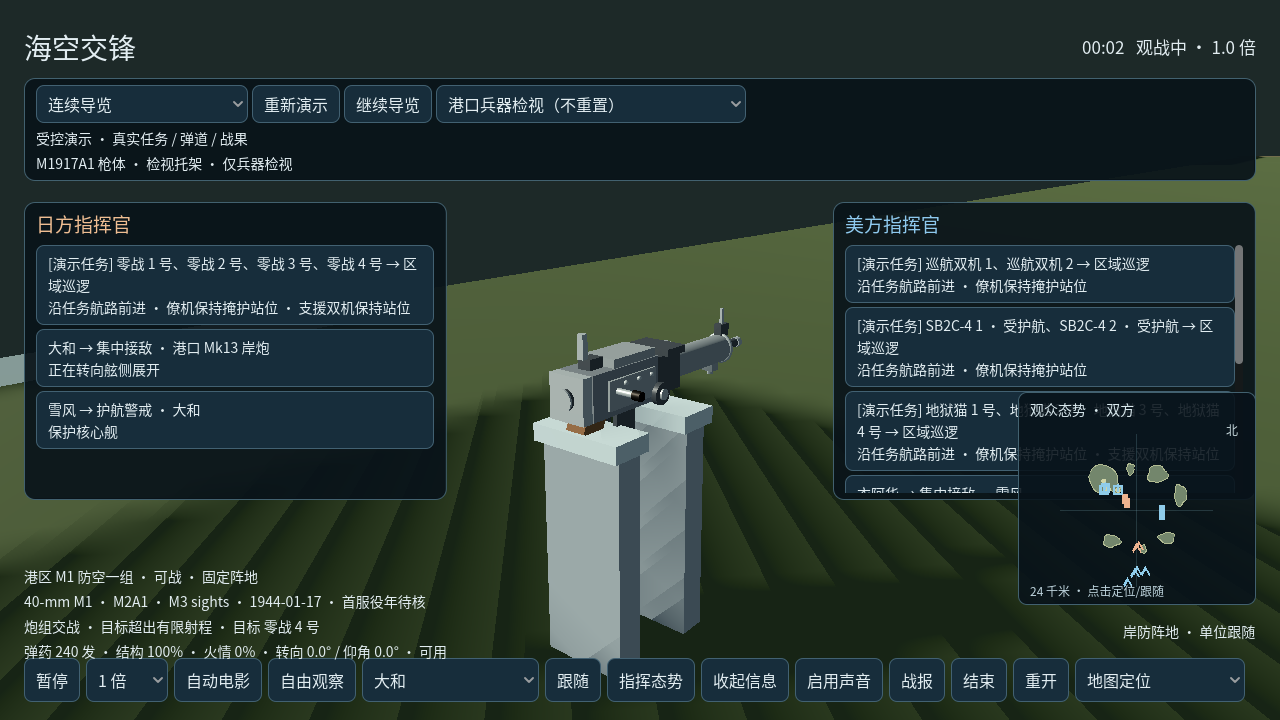 海空交锋
00:02 观战中 · 1.0 倍
连续导览
重新演示
继续导览
港口兵器检视（不重置）
受控演示 · 真实任务 / 弹道 / 战果
M1917A1 枪体 · 检视托架 · 仅兵器检视
日方指挥官
[演示任务] 零战 1 号、零战 2 号、零战 3 号、零战 4 号 → 区
域巡逻
沿任务航路前进 · 僚机保持掩护站位 · 支援双机保持站位
大和 → 集中接敌 · 港口 Mk13 岸炮
正在转向舷侧展开
雪风 → 护航警戒 · 大和
保护核心舰
美方指挥官
[演示任务] 巡航双机 1、巡航双机 2 → 区域巡逻
沿任务航路前进 · 僚机保持掩护站位
[演示任务] SB2C-4 1 · 受护航、SB2C-4 2 · 受护航 → 区
域巡逻
沿任务航路前进 · 僚机保持掩护站位
[演示任务] 地狱猫 1 号、地
4 号 → 区域巡逻
沿任务航路前进 · 僚机保持掩护站位 · 支援双机保持站位
观众态势 · 双方
北
24 千米 · 点击定位/跟随
港区 M1 防空一组 · 可战 · 固定阵地
40-mm M1 · M2A1 · M3 sights · 1944-01-17 · 首服役年待核
炮组交战 · 目标超出有限射程 · 目标 零战 4 号
弹药 240 发 · 结构 100% · 火情 0% · 转向 0.0° / 仰角 0.0° · 可用
岸防阵地 · 单位跟随
暂停
1 倍
自动电影
自由观察
大和
跟随
指挥态势
收起信息
启用声音
战报
结束
重开
地图定位